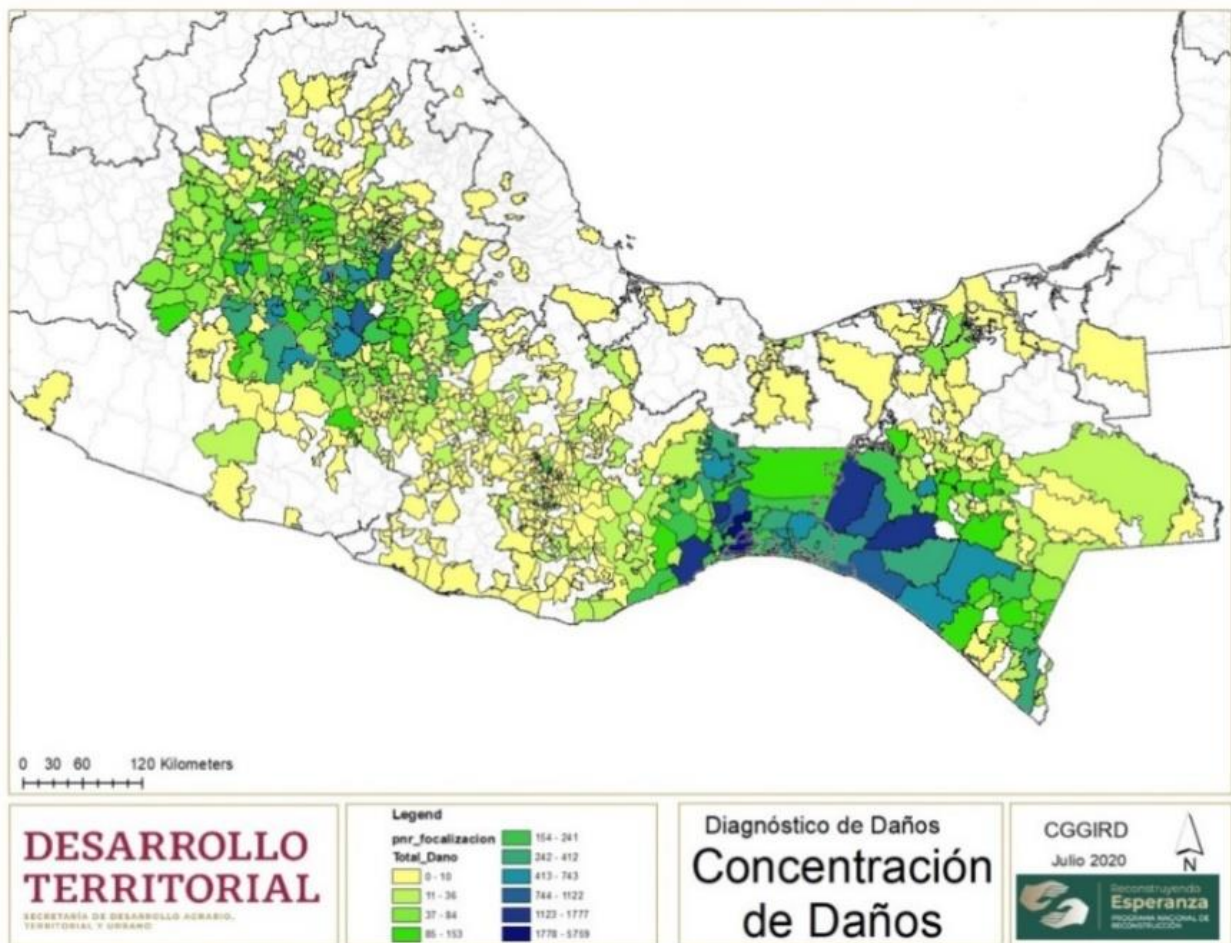 0 30 60 120 Kilometers
DESARROLLO
TERRITORIAL
SECRETARÍA DE DESARROLLO AGRARIO,
TERRITORIAL Y URBANO
Legend
pnr_focalizacion
Total_Dano
0 - 10
11 - 36
37 - 84
85 - 153
154 - 241
242 - 412
413 - 743
744 - 1122
1123 - 1777
1778 - 5759
Diagnóstico de Daños
Concentración
de Daños
CGGIRD
Julio 2020
N
Reconstruyendo
Esperanza
PROGRAMA NACIONAL DE
RECONSTRUCCIÓN